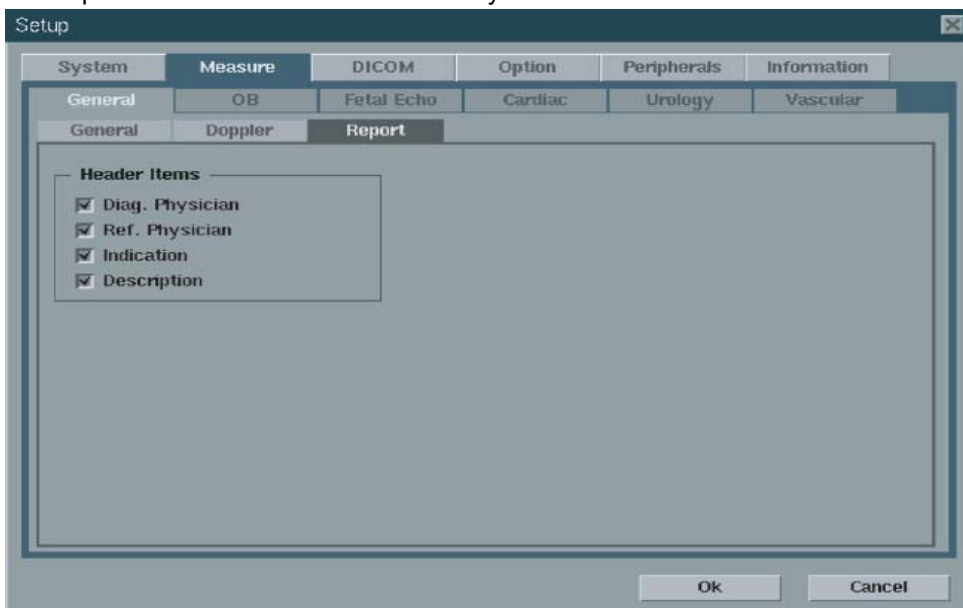 Setup
System Measure DICOM Option Peripherals Information
General OB Fetal Echo Cardiac Urology Vascular
General Doppler Report
Header Items
Diag. Physician
Ref. Physician
Indication
Description
Ok Cancel